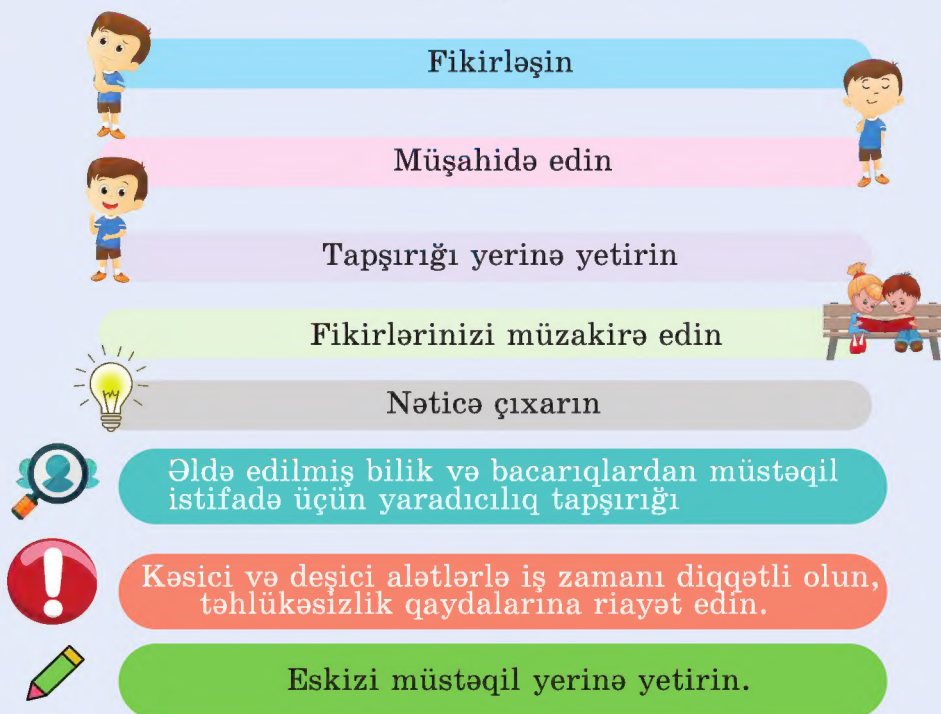 Fikirləşin
Müşahidə edin
Tapşırığı yerinə yetirin
Fikirlərinizi müzakirə edin
Nəticə çıxarın
Əldə edilmiş bilik və bacarıqlardan müstəqil
istifadə üçün yaradıcılıq tapşırığı
Kəsici və deşici alətlərlə iş zamanı diqqətli olun,
təhlükəsizlik qaydalarına riayət edin.
Eskizi müstəqil yerinə yetirin.